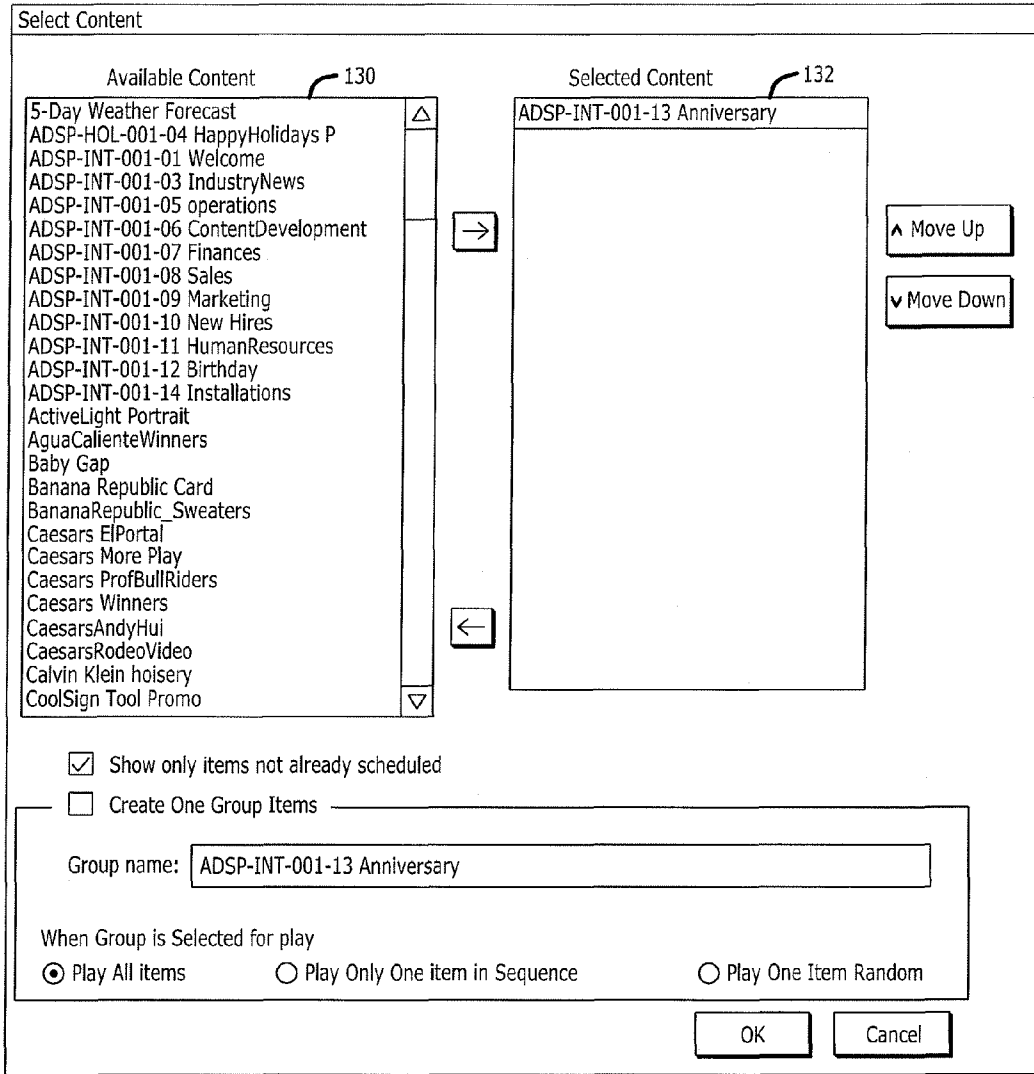 Select Content
Available Content
130
Selected Content
132
5-Day Weather Forecast
ADSP-HOL-001-04 HappyHolidays P
ADSP-INT-001-01 Welcome
ADSP-INT-001-03 IndustryNews
ADSP-INT-001-05 operations
ADSP-INT-001-06 ContentDevelopment
ADSP-INT-001-07 Finances
ADSP-INT-001-08 Sales
ADSP-INT-001-09 Marketing
ADSP-INT-001-10 New Hires
ADSP-INT-001-11 HumanResources
ADSP-INT-001-12 Birthday
ADSP-INT-001-14 Installations
ActiveLight Portrait
AguaCalienteWinners
Baby Gap
Banana Republic Card
BananaRepublic_Sweaters
Caesars ElPortal
Caesars More Play
Caesars ProfBullRiders
Caesars Winners
CaesarsAndyHui
CaesarsRodeoVideo
Calvin Klein hoisery
CoolSign Tool Promo
ADSP-INT-001-13 Anniversary
Move Up
Move Down
Show only items not already scheduled
Create One Group Items
Group name: ADSP-INT-001-13 Anniversary
When Group is Selected for play
Play All items
Play Only One item in Sequence
Play One Item Random
OK
Cancel